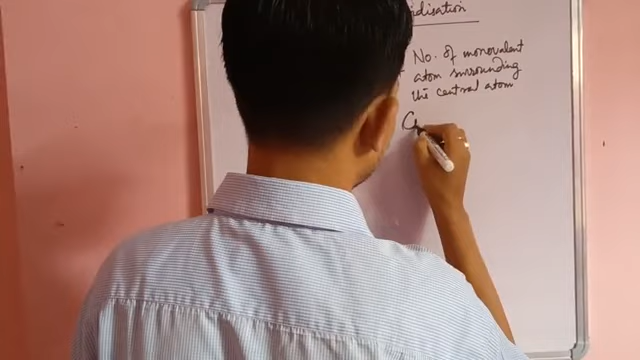 idisation
No. of monovalent
atom surrounding
the central atom